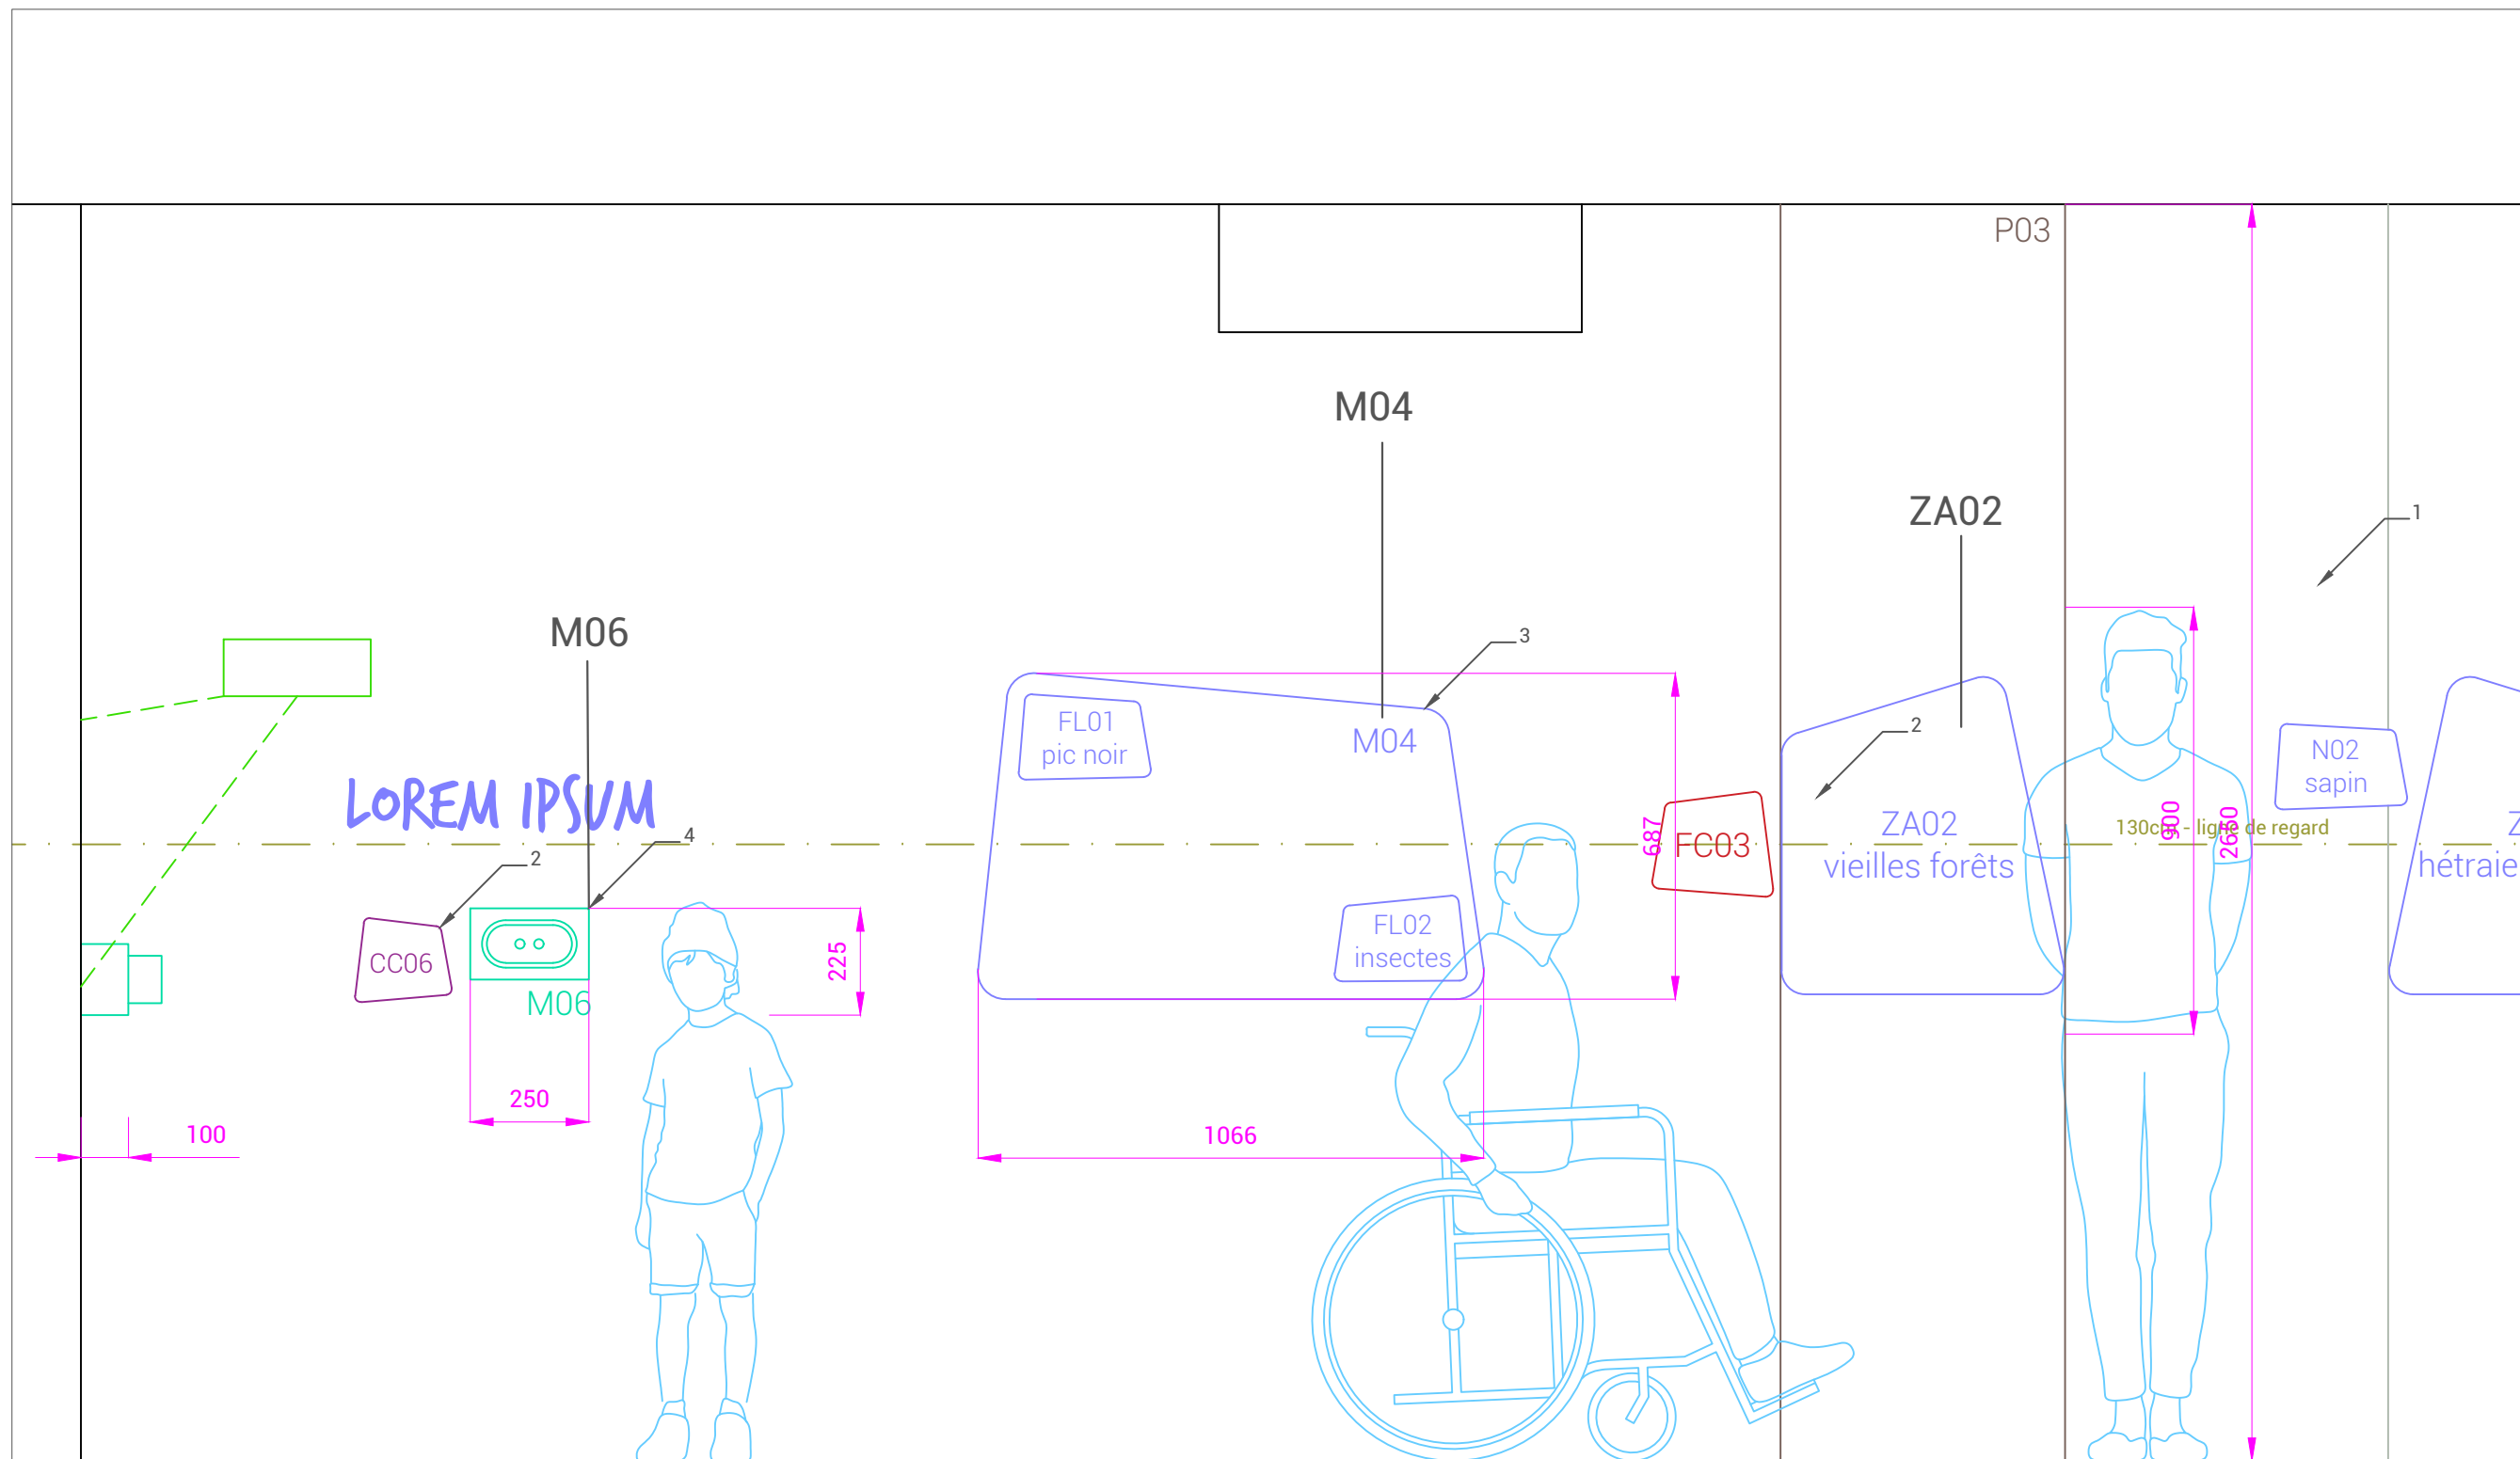 P03
M04
ZA02
1
M06
3
FL01
pic noir
M04
2
N02
sapin
LOREM IPSUM
4
687
FC03
ZA02
vieilles forêts
130cm - ligne de regard
900
2650
Z
hétraie
2
FL02
insectes
CC06
225
M06
250
100
1066